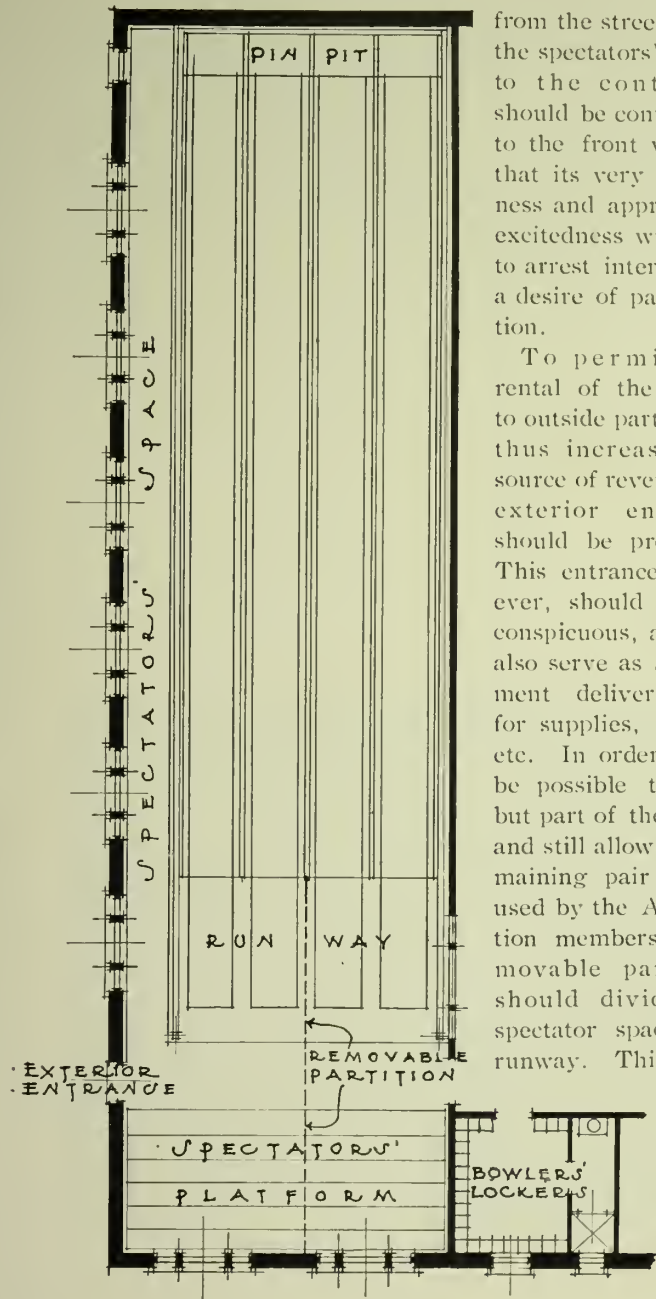 PIN PIT
SPECTATORS' SPACE
RUN WAY
REMOVABLE
PARTITION
EXTERIOR
ENTRANCE
SPECTATORS'
PLATFORM
BOWLERS'
LOCKERS
from the stree
the spectators'
to the cont
should be con
to the front
that its very
ness and appr
excitedness w
to arrest inter
a desire of pa
tion.
To permi
rental of the
to outside part
thus increas
source of reve
exterior en
should be pr
This entrance
ever, should
conspicuous, a
also serve as
ment deliver
for supplies,
etc. In order
be possible t
but part of the
and still allow
maining pair
used by the A
tion members
movable par
should divid
spectator spa
runway. Thi